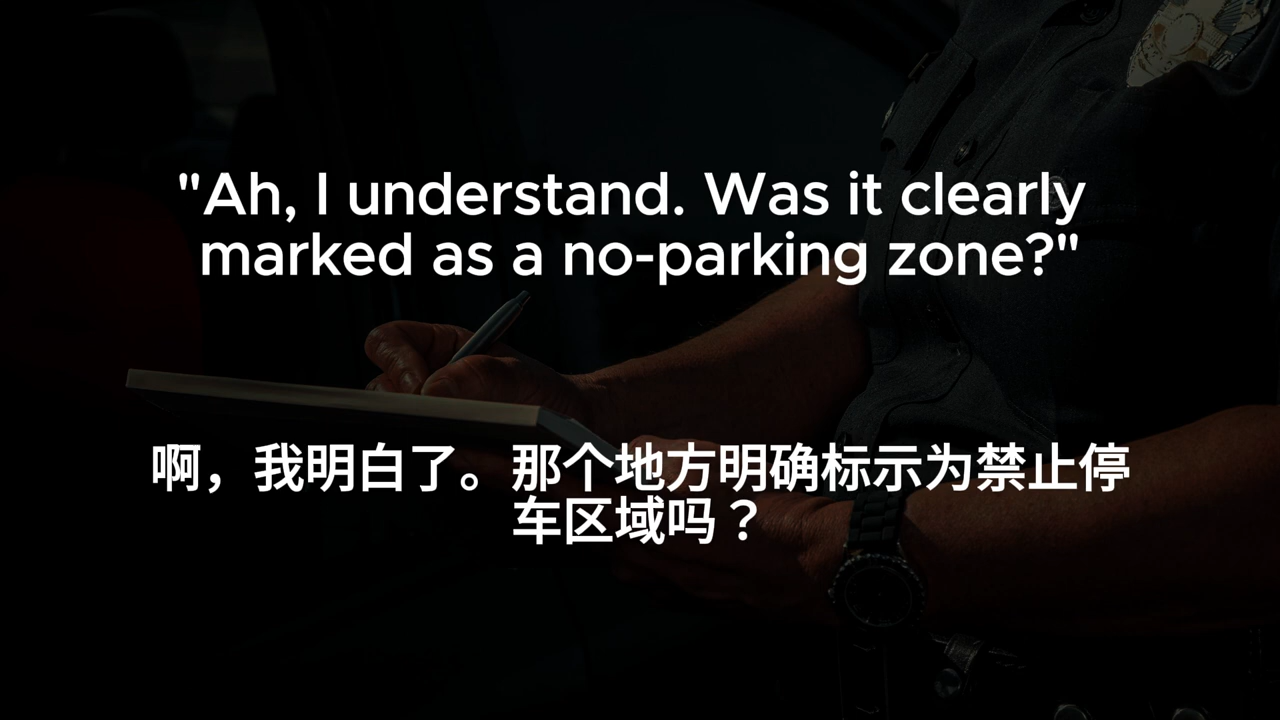 "Ah, I understand. Was it clearly
marked as a no-parking zone?"
啊，我明白了。那个地方明确标示为禁止停
车区域吗？